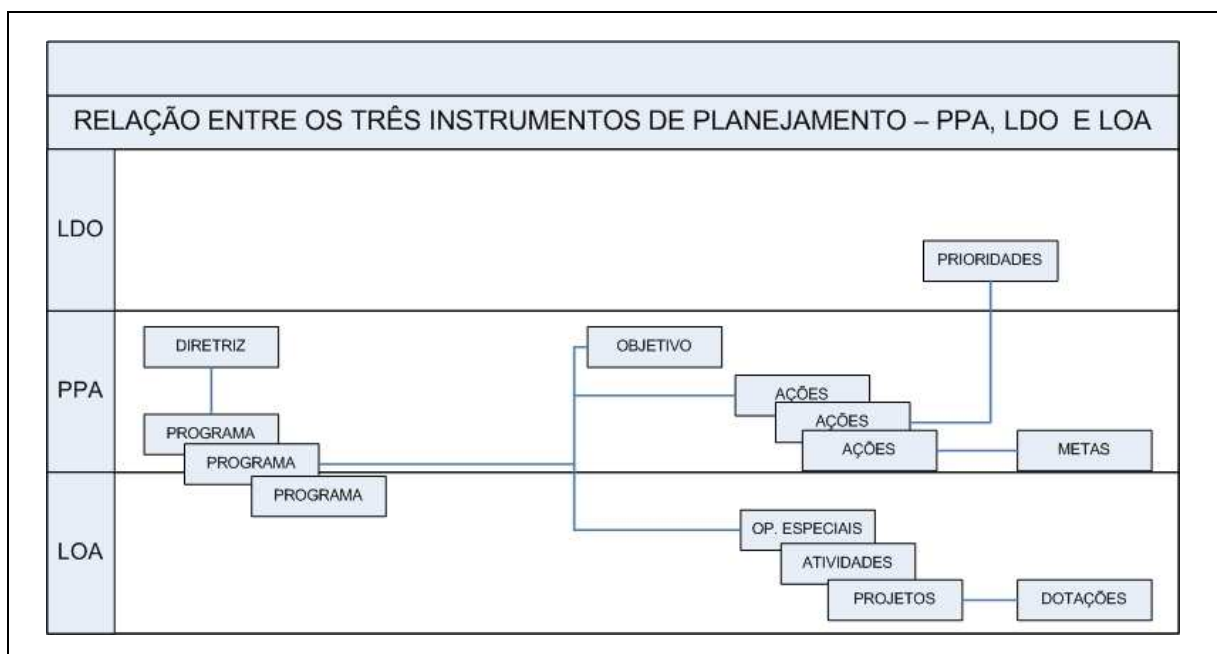 RELAÇÃO ENTRE OS TRÊS INSTRUMENTOS DE PLANEJAMENTO – PPA, LDO E LOA
LDO
PRIORIDADES
PPA
DIRETRIZ
OBJETIVO
AÇÕES
AÇÕES
AÇÕES
METAS
PROGRAMA
PROGRAMA
PROGRAMA
LOA
OP. ESPECIAIS
ATIVIDADES
PROJETOS
DOTAÇÕES